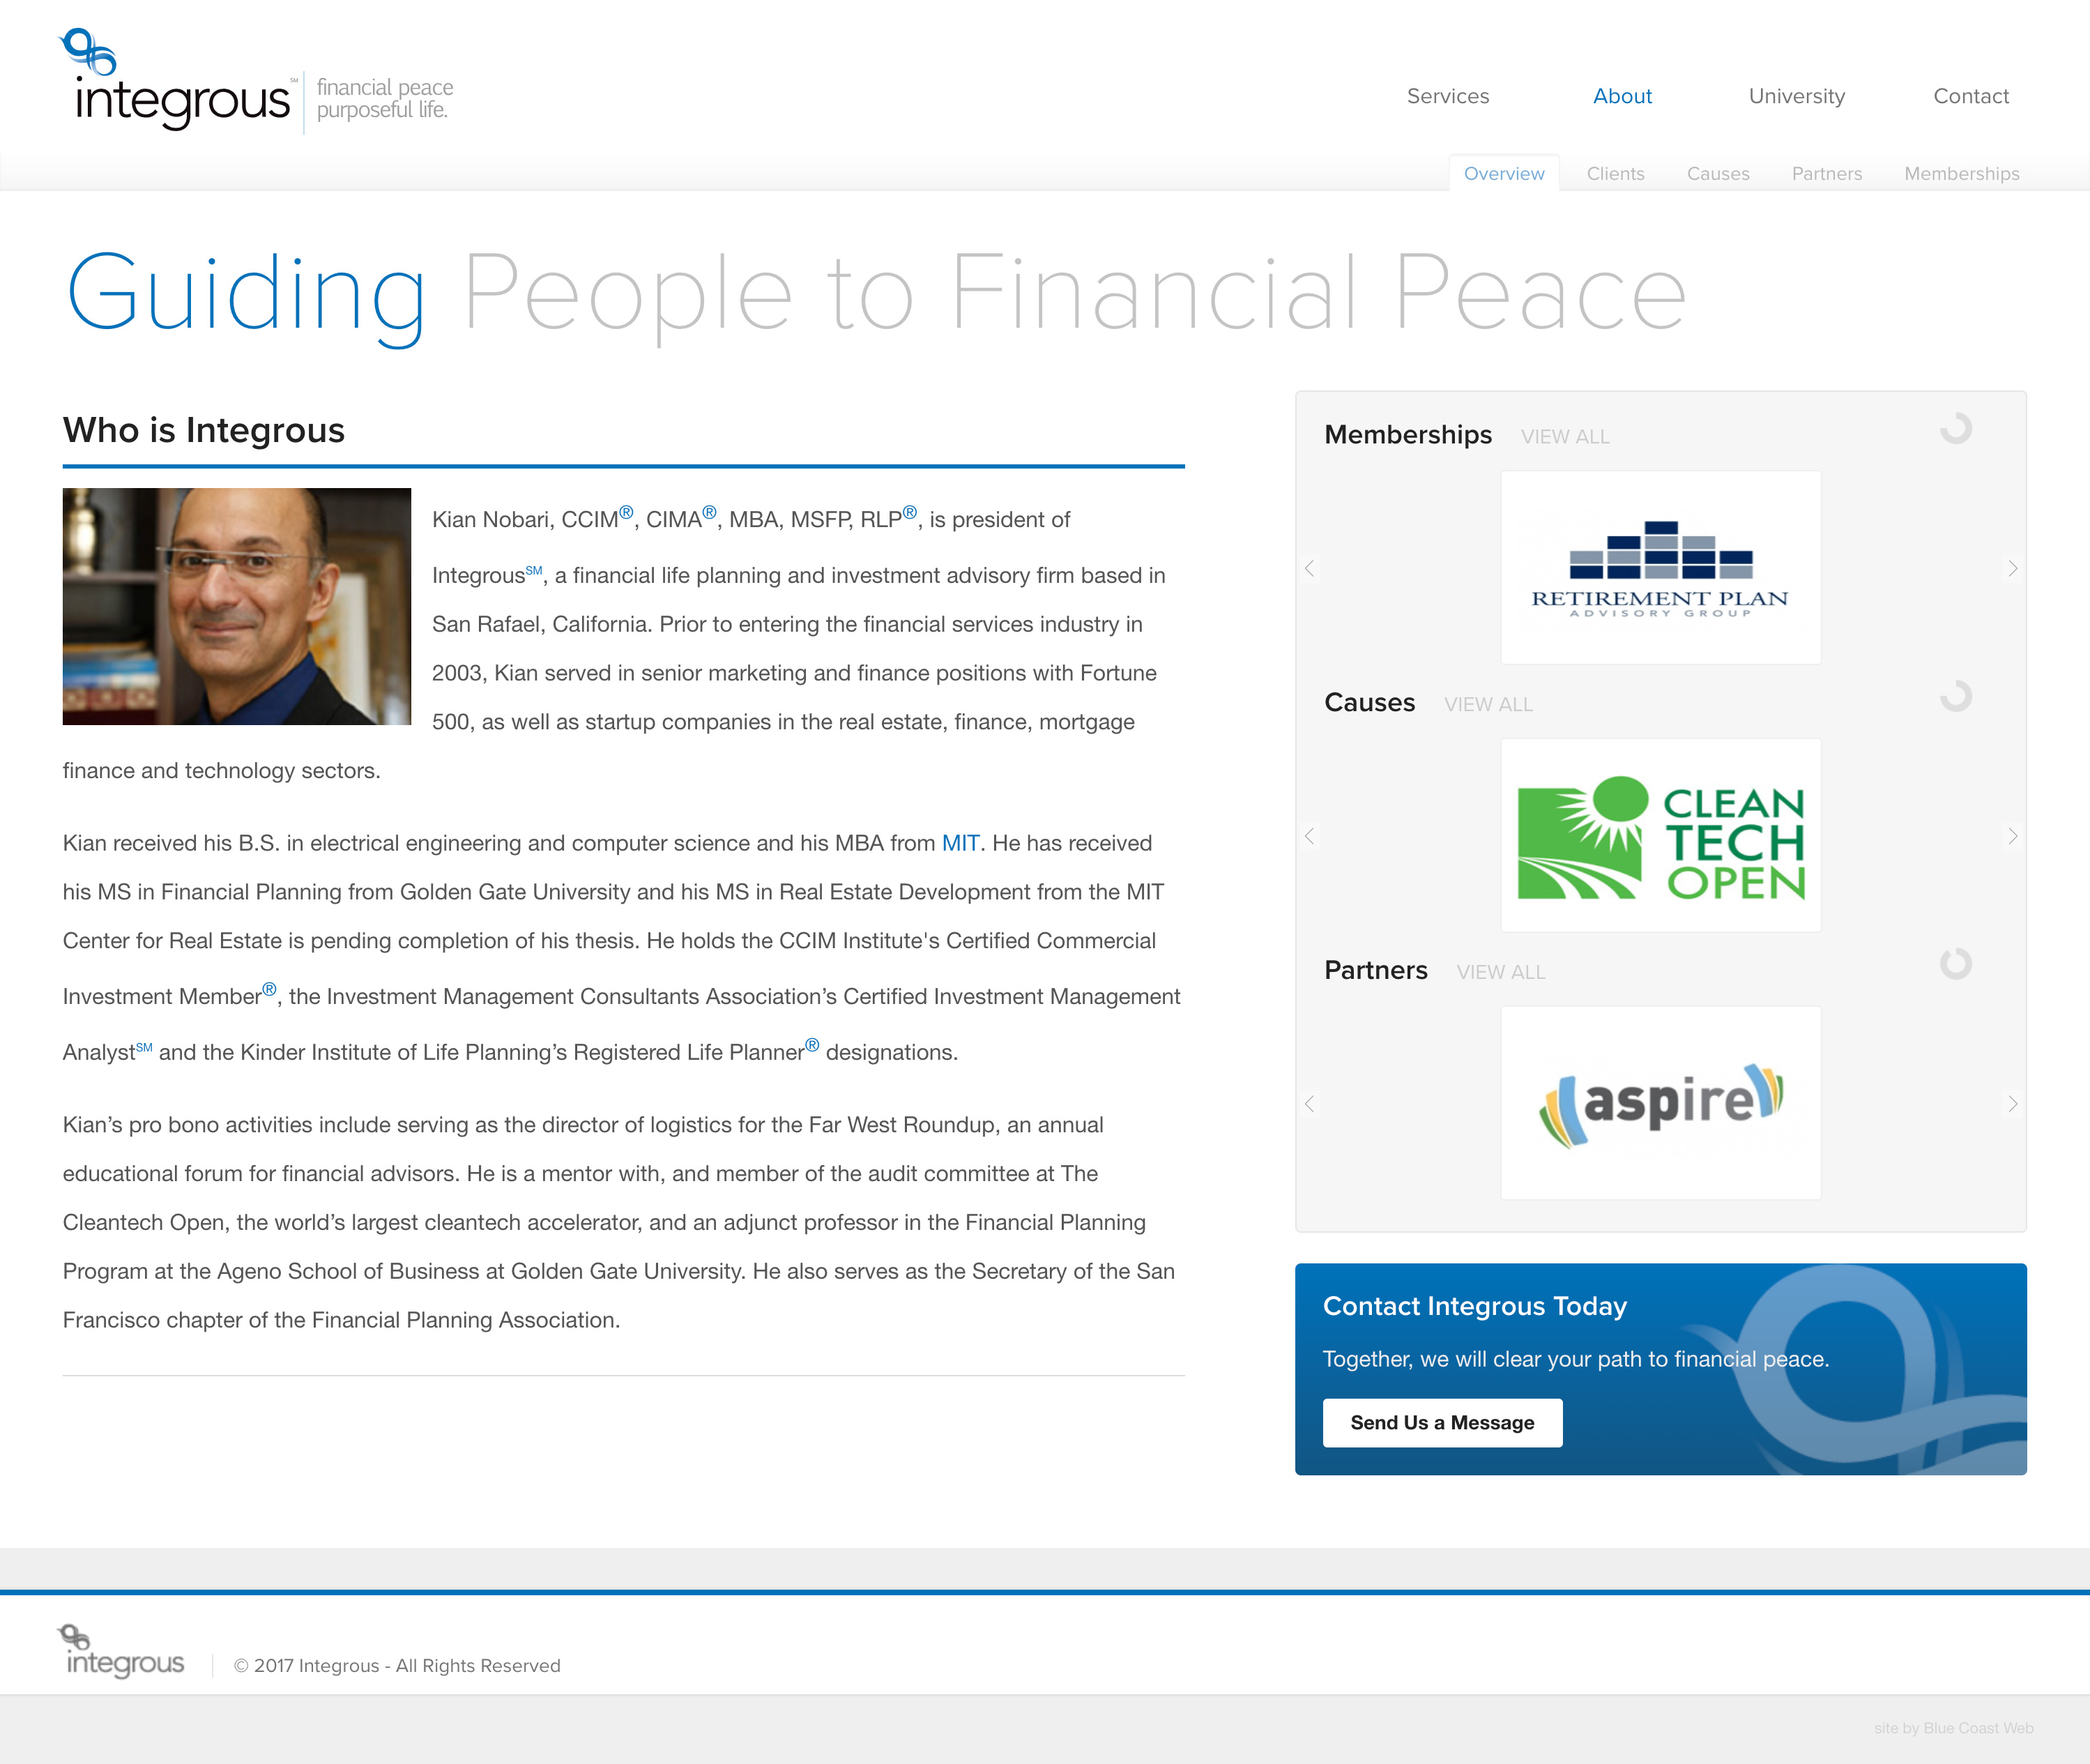 integrous℠
financial peace
purposeful life.
Services About University Contact
Overview Clients Causes Partners Memberships
Guiding People to Financial Peace
Who is Integrous
Kian Nobari, CCIM®, CIMA®, MBA, MSFP, RLP®, is president of
Integrous℠, a financial life planning and investment advisory firm based in
San Rafael, California. Prior to entering the financial services industry in
2003, Kian served in senior marketing and finance positions with Fortune
500, as well as startup companies in the real estate, finance, mortgage
finance and technology sectors.
Kian received his B.S. in electrical engineering and computer science and his MBA from MIT. He has received
his MS in Financial Planning from Golden Gate University and his MS in Real Estate Development from the MIT
Center for Real Estate is pending completion of his thesis. He holds the CCIM Institute's Certified Commercial
Investment Member®, the Investment Management Consultants Association’s Certified Investment Management
Analyst℠ and the Kinder Institute of Life Planning’s Registered Life Planner® designations.
Kian’s pro bono activities include serving as the director of logistics for the Far West Roundup, an annual
educational forum for financial advisors. He is a mentor with, and member of the audit committee at The
Cleantech Open, the world’s largest cleantech accelerator, and an adjunct professor in the Financial Planning
Program at the Ageno School of Business at Golden Gate University. He also serves as the Secretary of the San
Francisco chapter of the Financial Planning Association.
Memberships VIEW ALL
RETIREMENT PLAN
ADVISORY GROUP
Causes VIEW ALL
CLEAN
TECH
OPEN
Partners VIEW ALL
aspire
Contact Integrous Today
Together, we will clear your path to financial peace.
Send Us a Message
integrous
© 2017 Integrous - All Rights Reserved
site by Blue Coast Web